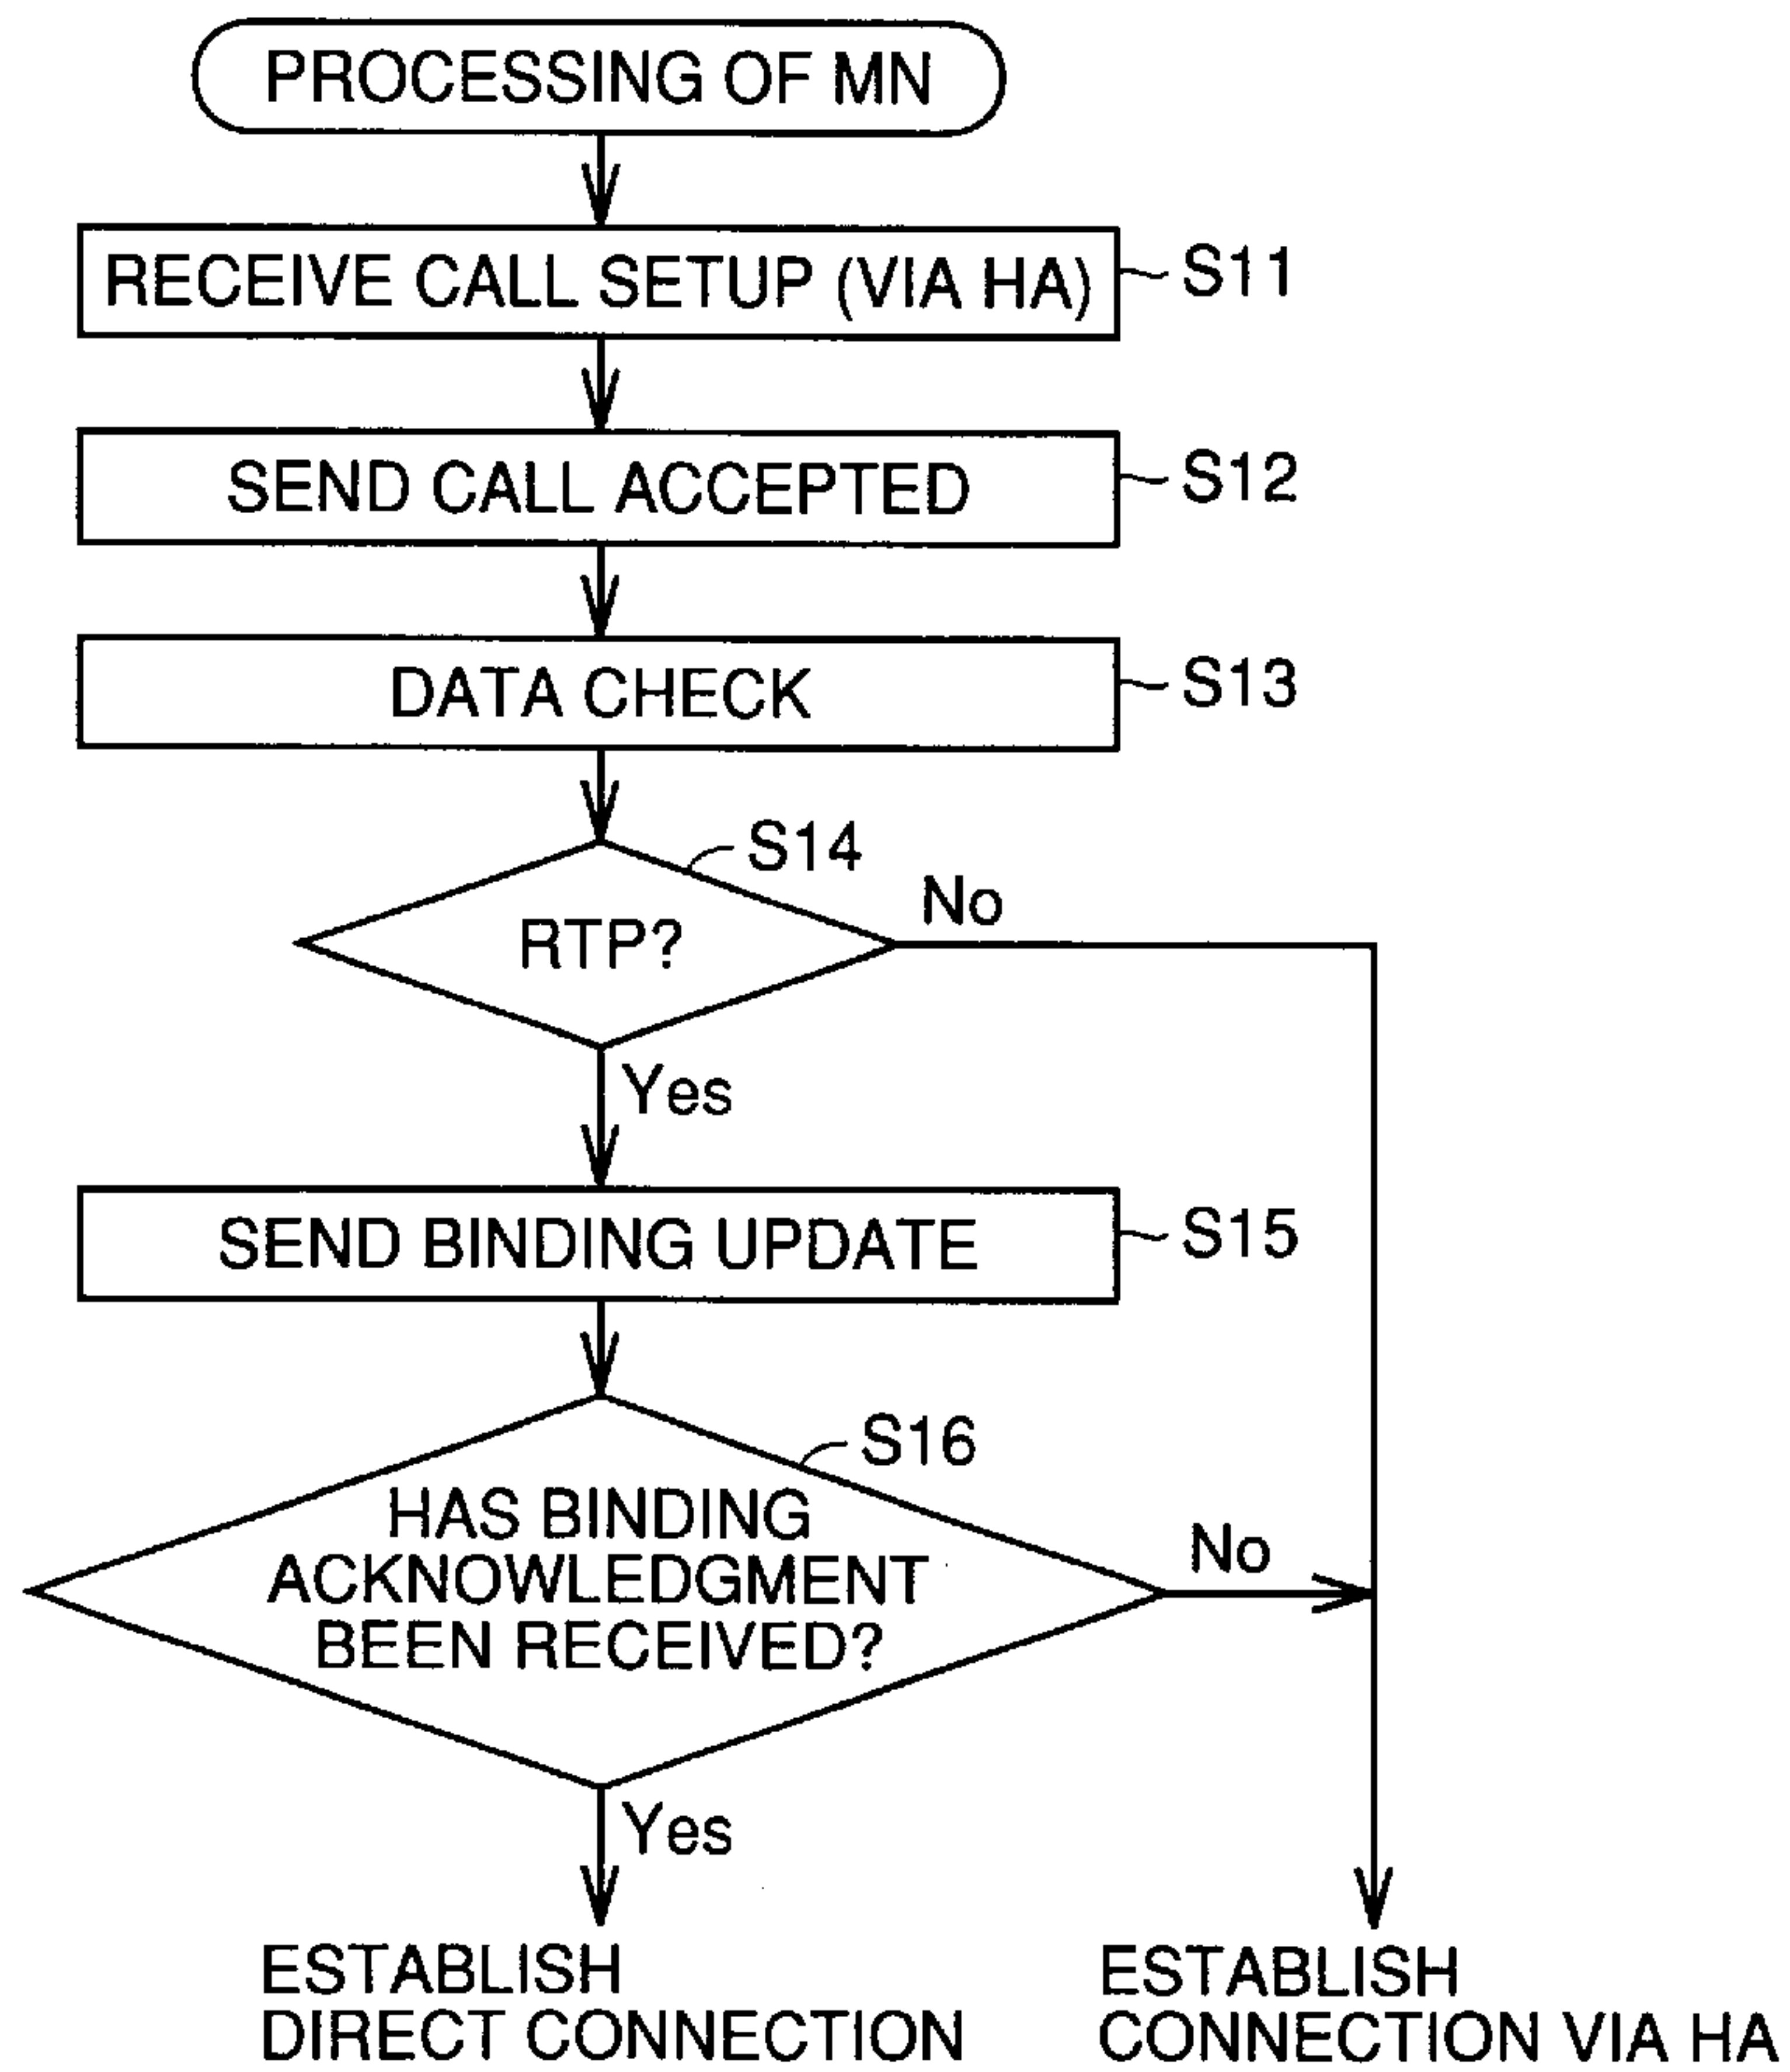 PROCESSING OF MN
RECEIVE CALL SETUP (VIA HA)
S11
SEND CALL ACCEPTED
S12
DATA CHECK
S13
S14
RTP?
No
Yes
SEND BINDING UPDATE
S15
S16
HAS BINDING
ACKNOWLEDGMENT
BEEN RECEIVED?
No
Yes
ESTABLISH
DIRECT CONNECTION
ESTABLISH
CONNECTION VIA HA